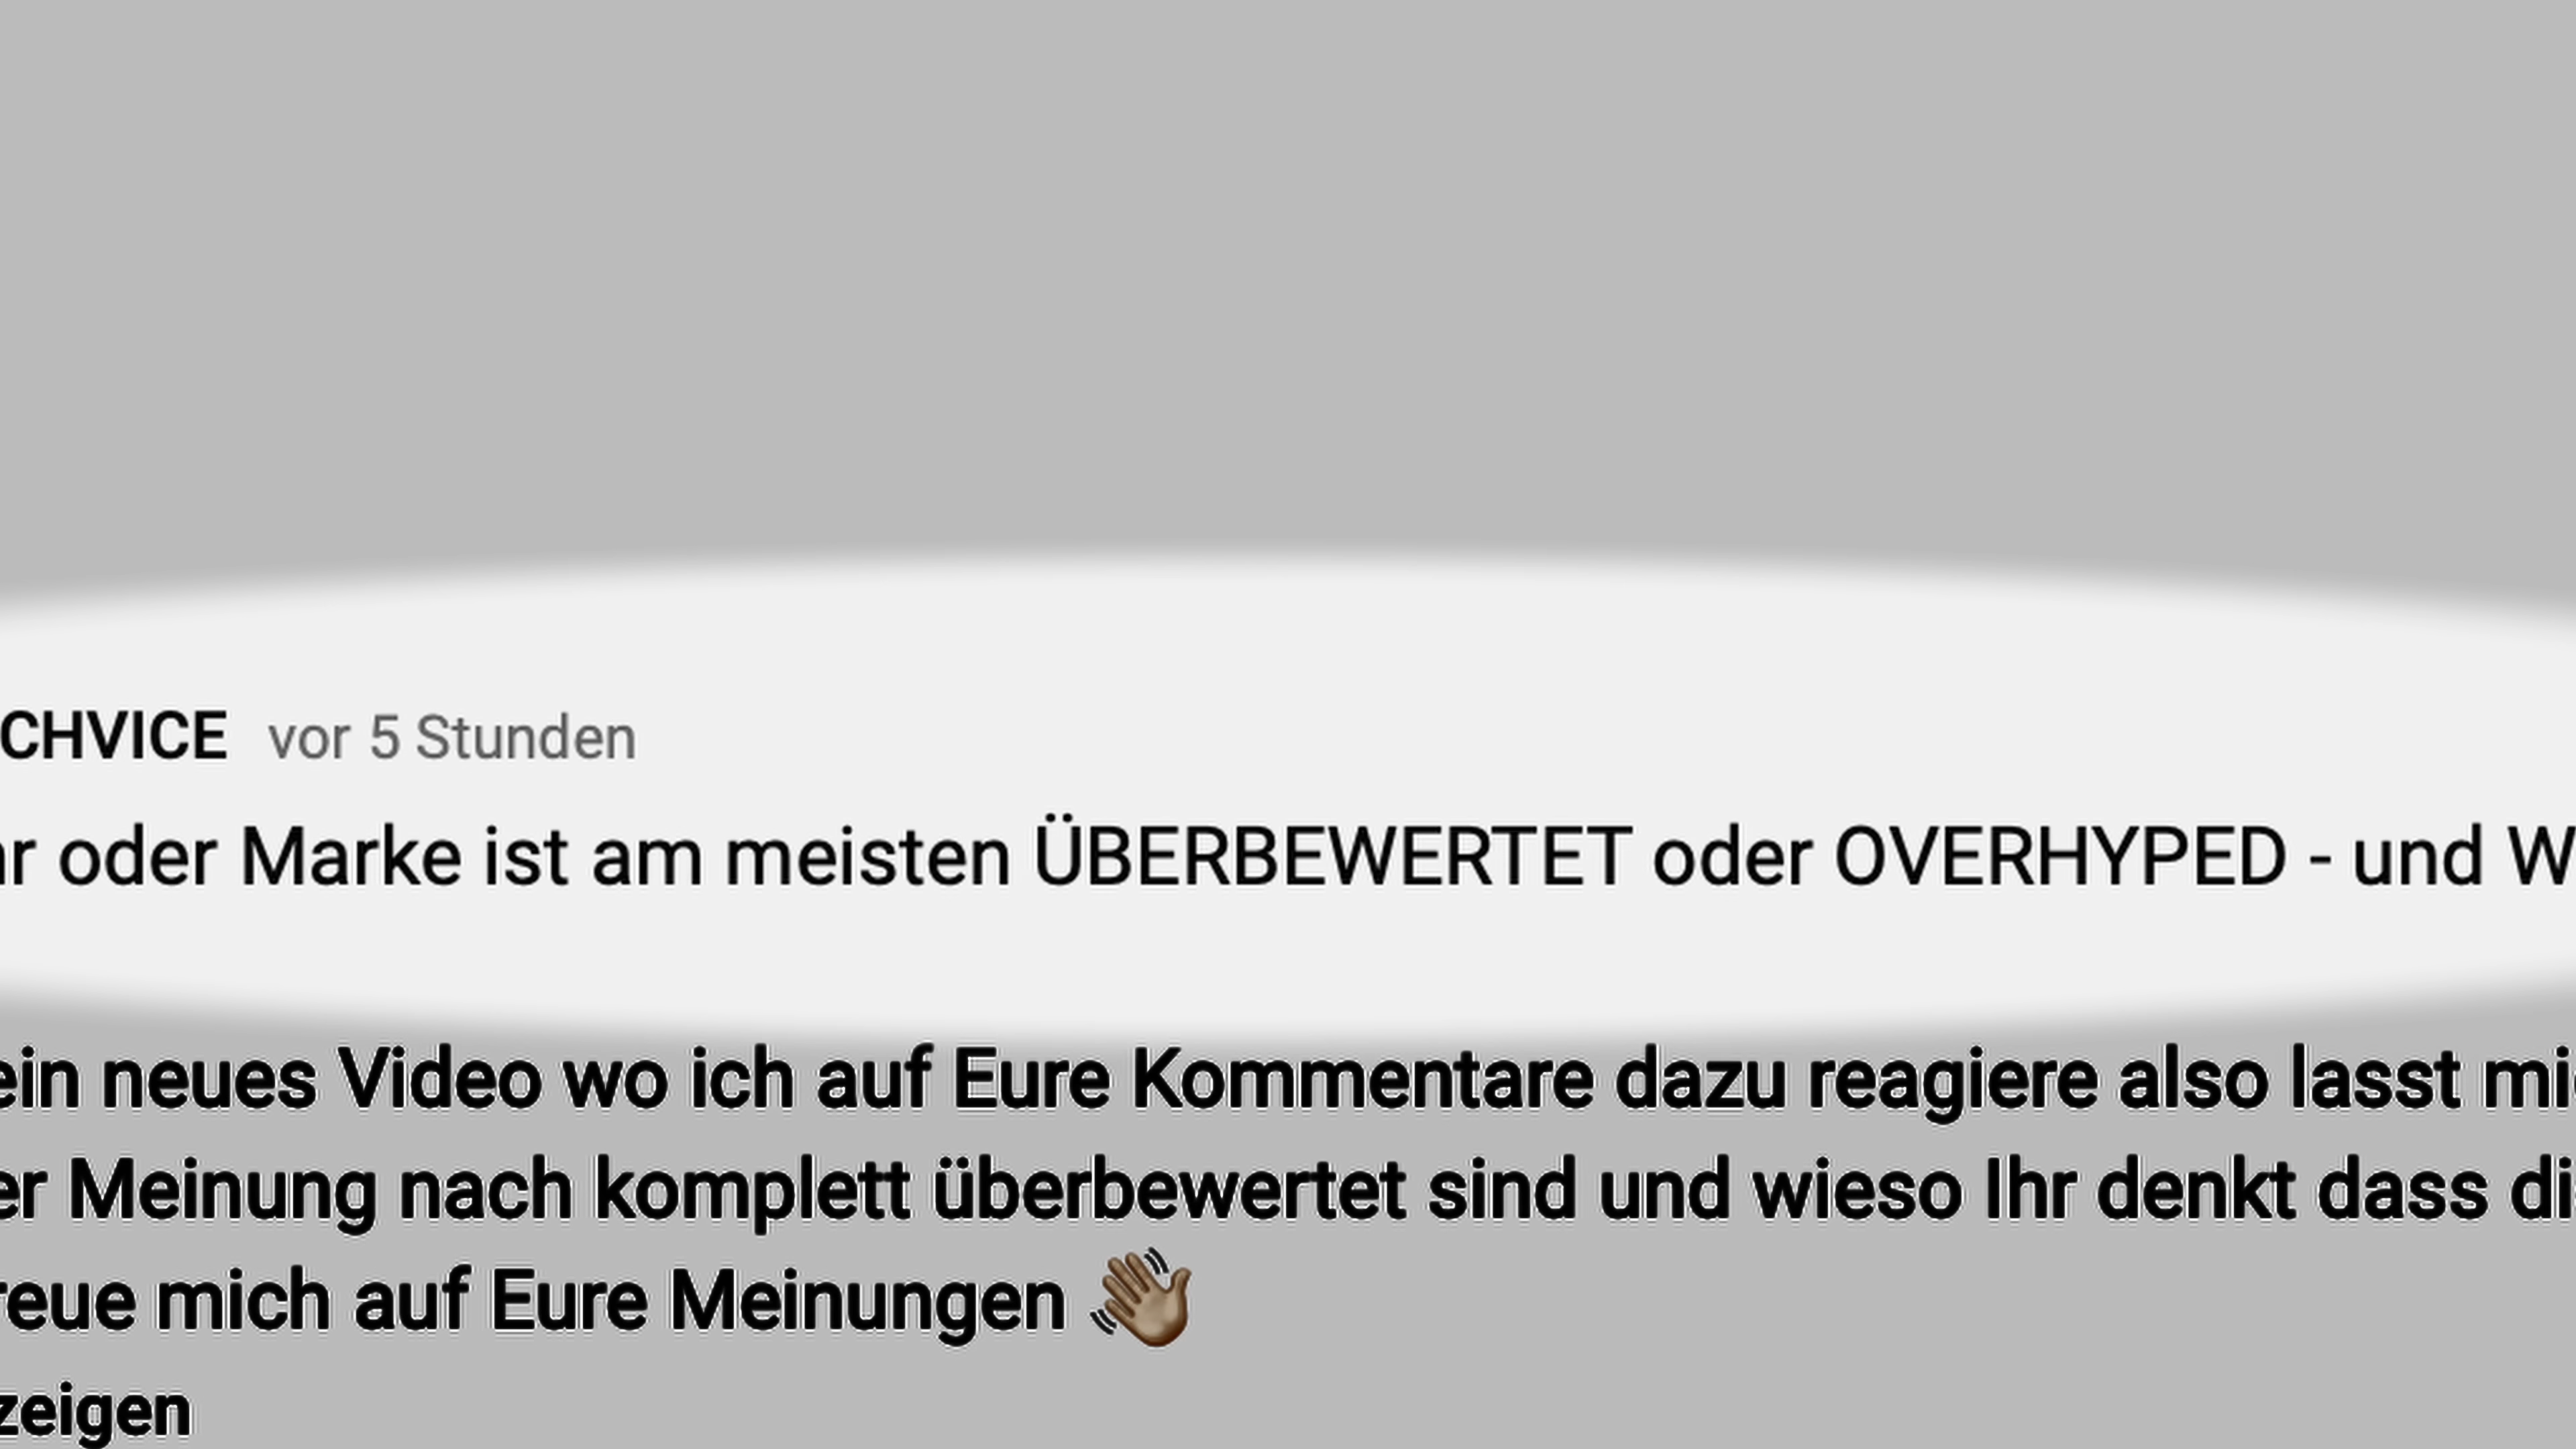 CHVICE vor 5 Stunden
r oder Marke ist am meisten ÜBERBEWERTET oder OVERHYPED - und W
ein neues Video wo ich auf Eure Kommentare dazu reagiere also lasst mi
er Meinung nach komplett überbewertet sind und wieso Ihr denkt dass di
reue mich auf Eure Meinungen 👋🏾
zeigen